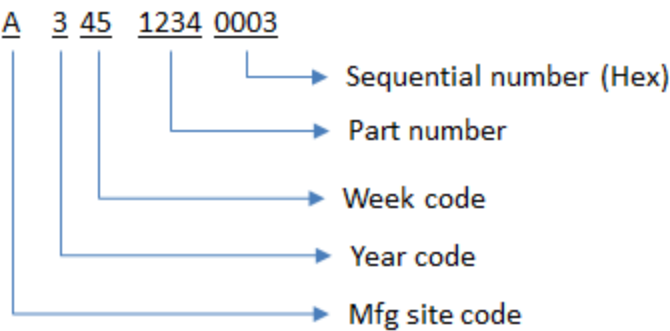 A 3 45 1234 0003
Sequential number (Hex)
Part number
Week code
Year code
Mfg site code